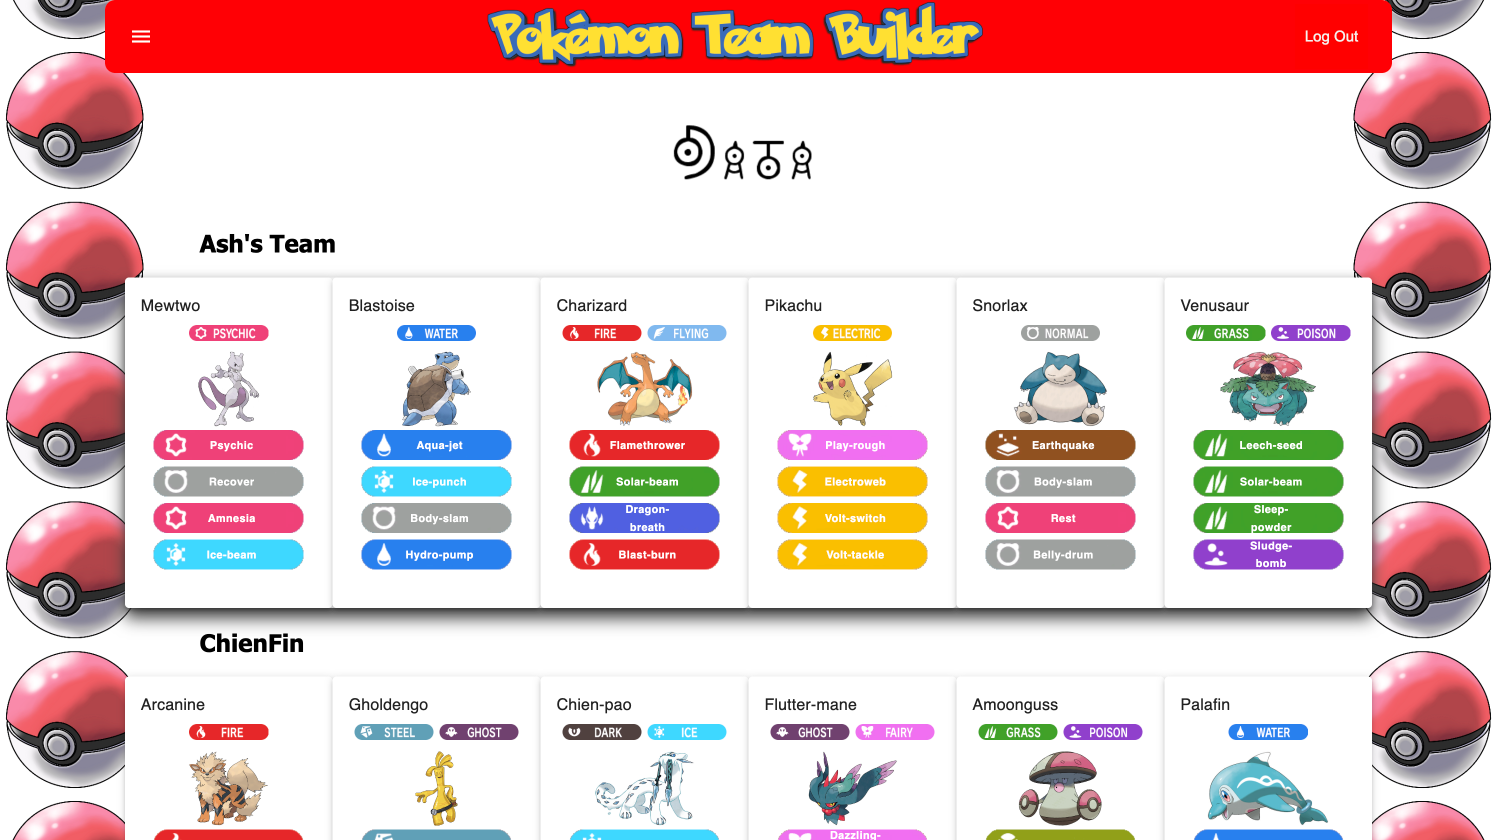 Pokémon Team Builder
Log Out
DATA
Ash's Team
Mewtwo
PSYCHIC
Psychic
Recover
Amnesia
Ice-beam
Blastoise
WATER
Aqua-jet
Ice-punch
Body-slam
Hydro-pump
Charizard
FIRE FLYING
Flamethrower
Solar-beam
Dragon-
breath
Blast-burn
Pikachu
ELECTRIC
Play-rough
Electroweb
Volt-switch
Volt-tackle
Snorlax
NORMAL
Earthquake
Body-slam
Rest
Belly-drum
Venusaur
GRASS POISON
Leech-seed
Solar-beam
Sleep-
powder
Sludge-
bomb
ChienFin
Arcanine
FIRE
Gholdengo
STEEL GHOST
Chien-pao
DARK ICE
Flutter-mane
GHOST FAIRY
Dazzling-
Amoonguss
GRASS POISON
Palafin
WATER